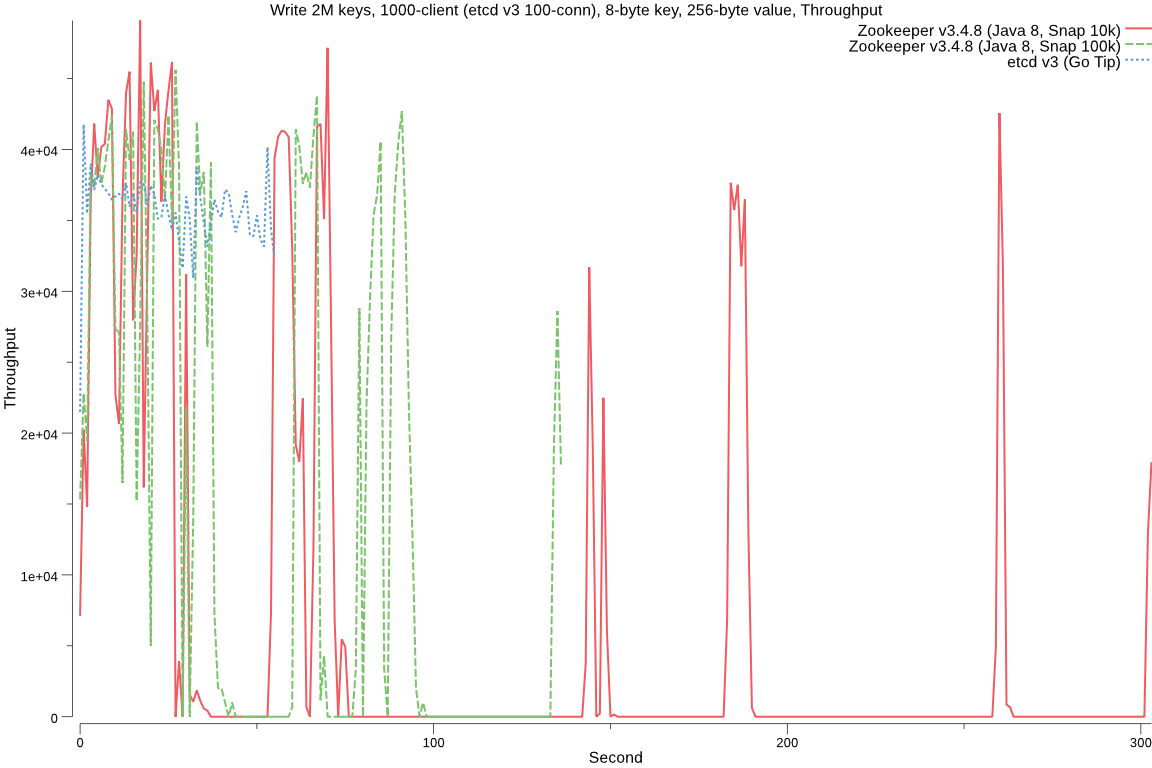 Write 2M keys, 1000-client (etcd v3 100-conn), 8-byte key, 256-byte value, Throughput
Zookeeper v3.4.8 (Java 8, Snap 10k)
Zookeeper v3.4.8 (Java 8, Snap 100k)
etcd v3 (Go Tip)
4e+04
3e+04
2e+04
1e+04
0
Throughput
0 100 200 300
Second